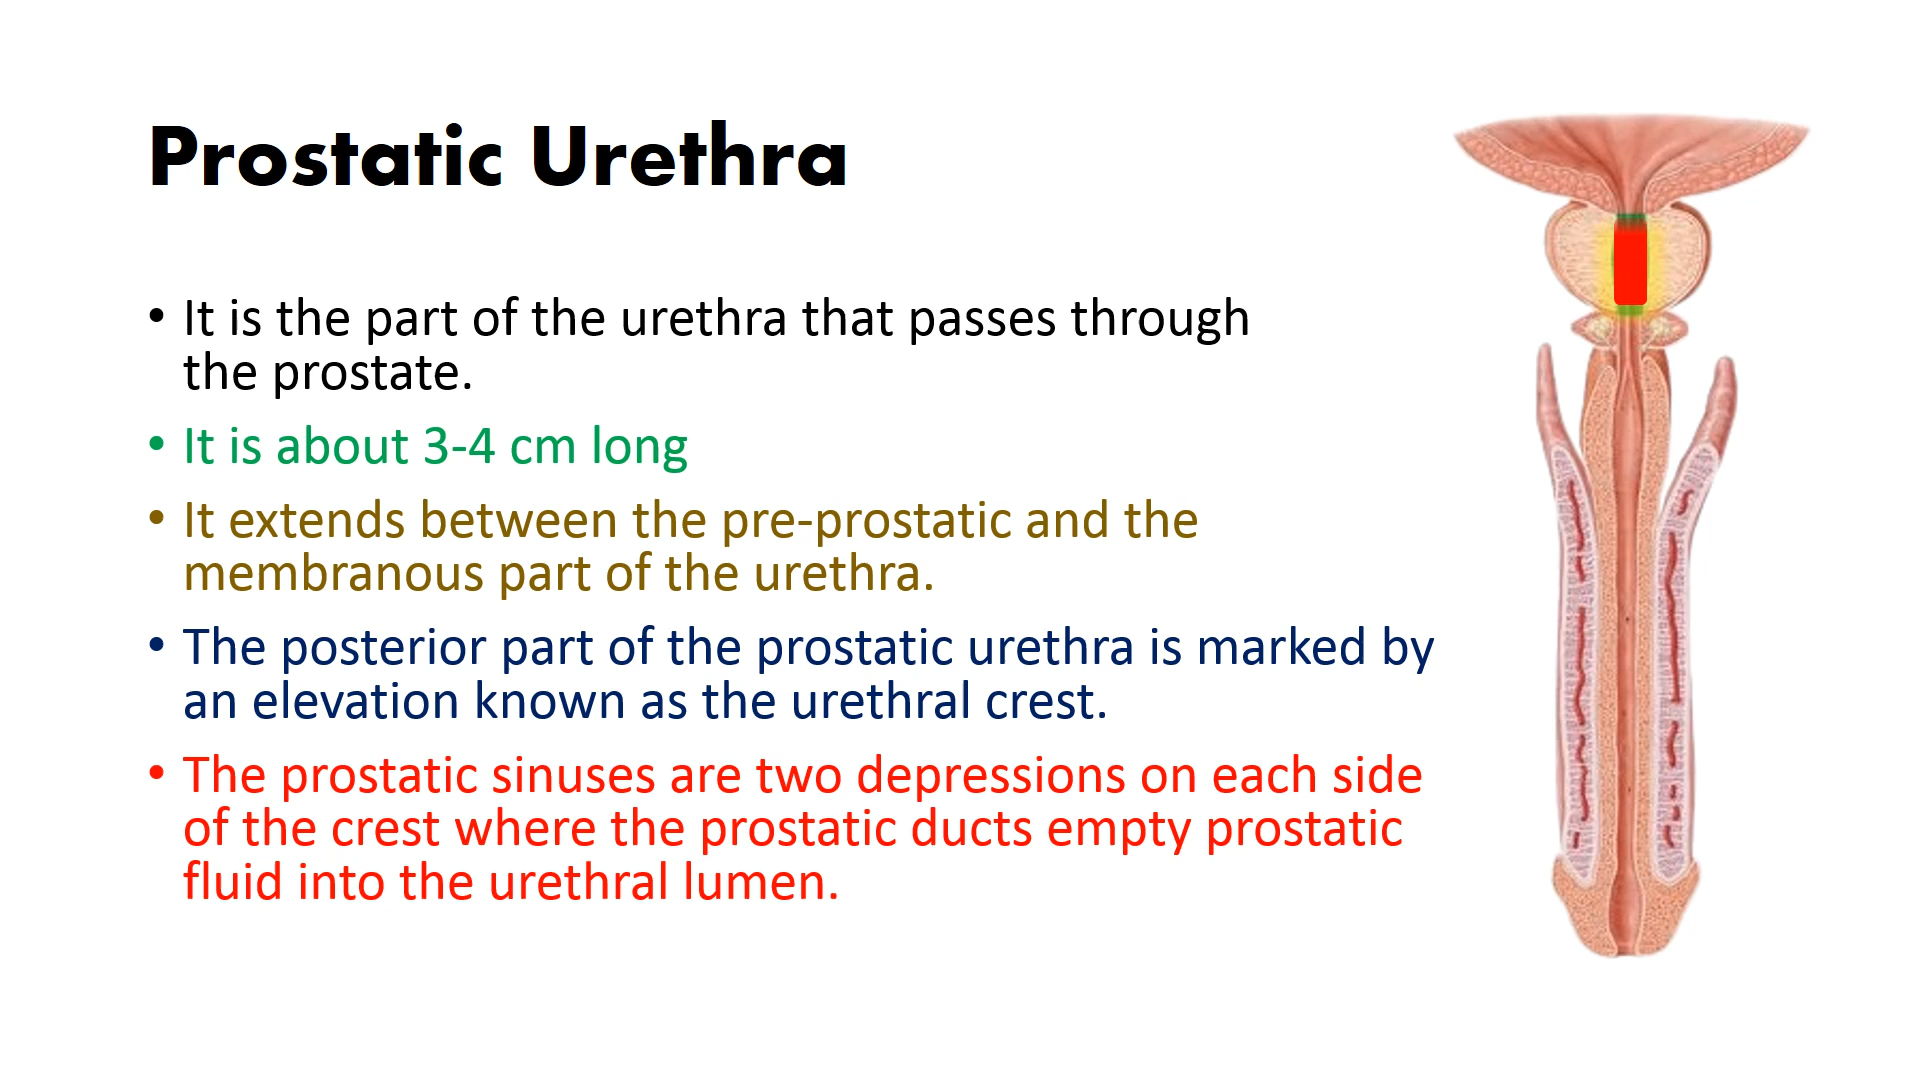 Prostatic Urethra
• It is the part of the urethra that passes through
the prostate.
• It is about 3-4 cm long
• It extends between the pre-prostatic and the
membranous part of the urethra.
• The posterior part of the prostatic urethra is marked by
an elevation known as the urethral crest.
• The prostatic sinuses are two depressions on each side
of the crest where the prostatic ducts empty prostatic
fluid into the urethral lumen.